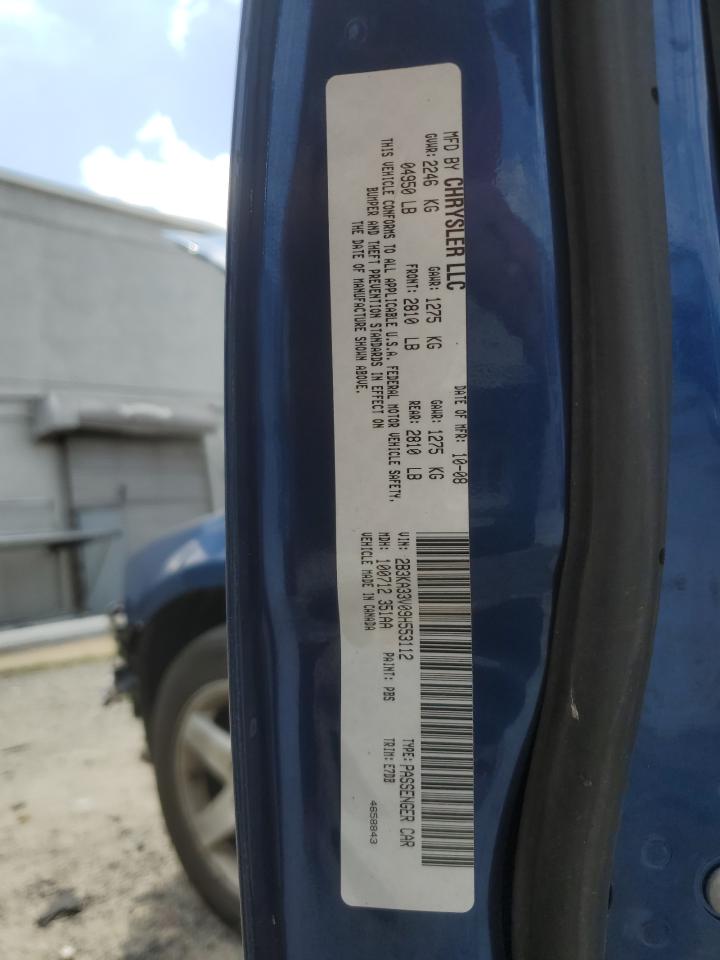 MFD BY CHRYSLER LLC DATE OF MFR: 10-08
GVWR: 2246 KG GAWR: 1275 KG GAWR: 1275 KG
04950 LB FRONT: 2810 LB REAR: 2810 LB
THIS VEHICLE CONFORMS TO ALL APPLICABLE U.S.A. FEDERAL MOTOR VEHICLE SAFETY,
BUMPER AND THEFT PREVENTION STANDARDS IN EFFECT ON
THE DATE OF MANUFACTURE SHOWN ABOVE.
VIN: 2B3KA33V09H553112 TYPE: PASSENGER CAR
MDH: 100712 351AA PAINT: PBS TRIM: E7D8
VEHICLE MADE IN CANADA 4658843